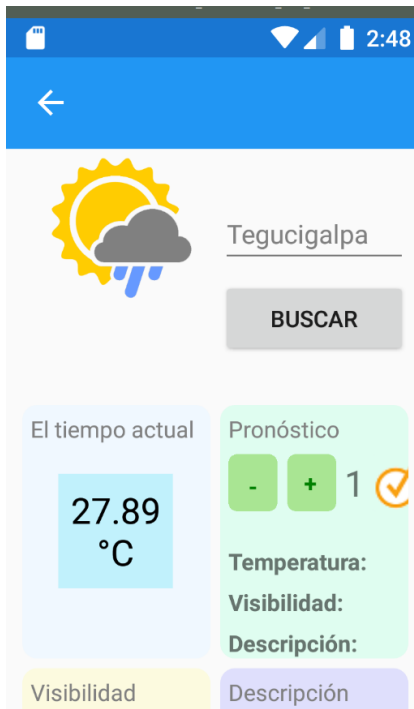 2:48
Tegucigalpa
BUSCAR
El tiempo actual
27.89
°C
Pronóstico
- + 1
Temperatura:
Visibilidad:
Descripción:
Visibilidad
Descripción